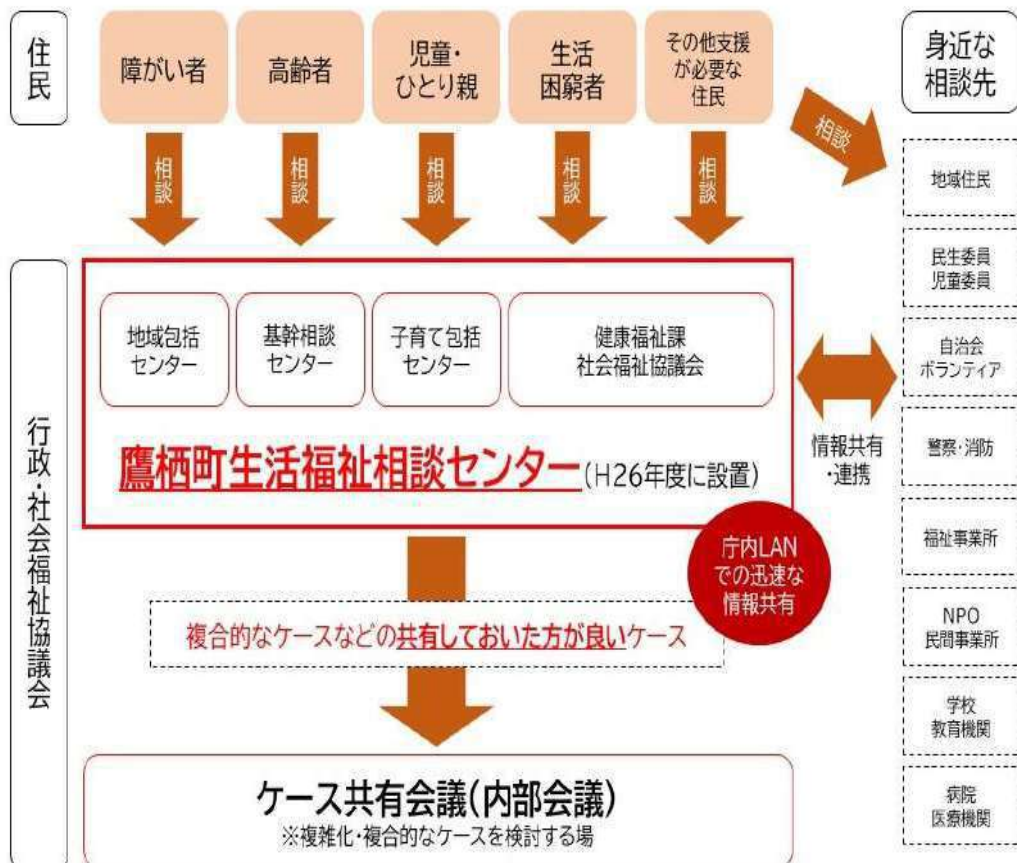 住民
障がい者
高齢者
児童・
ひとり親
生活
困窮者
その他支援
が必要な
住民
身近な
相談先
相談
相談
相談
相談
相談
相談
地域住民
民生委員
児童委員
自治会
ボランティア
警察・消防
福祉事業所
NPO
民間事業所
学校
教育機関
病院
医療機関
行政・社会福祉協議会
地域包括
センター
基幹相談
センター
子育て包括
センター
健康福祉課
社会福祉協議会
鷹栖町生活福祉相談センター(H26年度に設置)
情報共有
・連携
庁内LAN
での迅速な
情報共有
複合的なケースなどの共有しておいた方が良いケース
ケース共有会議(内部会議)
※複雑化・複合的なケースを検討する場